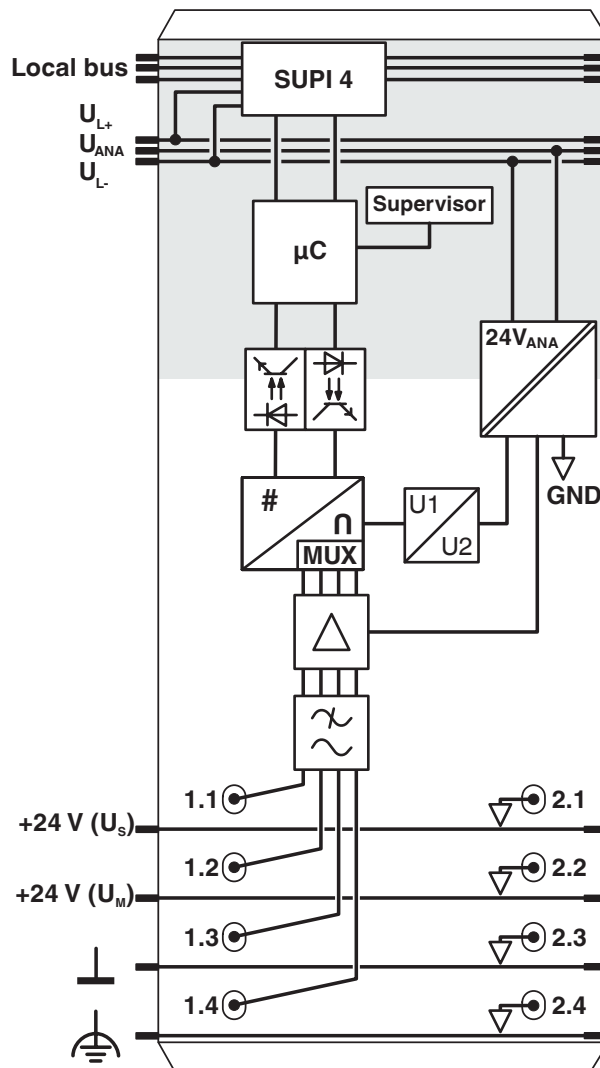 Local bus
SUPI 4
U_L+
U_ANA
U_L-
Supervisor
µC
24V_ANA
GND
#
U1
U2
∩
MUX
1.1
2.1
+24 V (U_S)
1.2
2.2
+24 V (U_M)
1.3
2.3
1.4
2.4